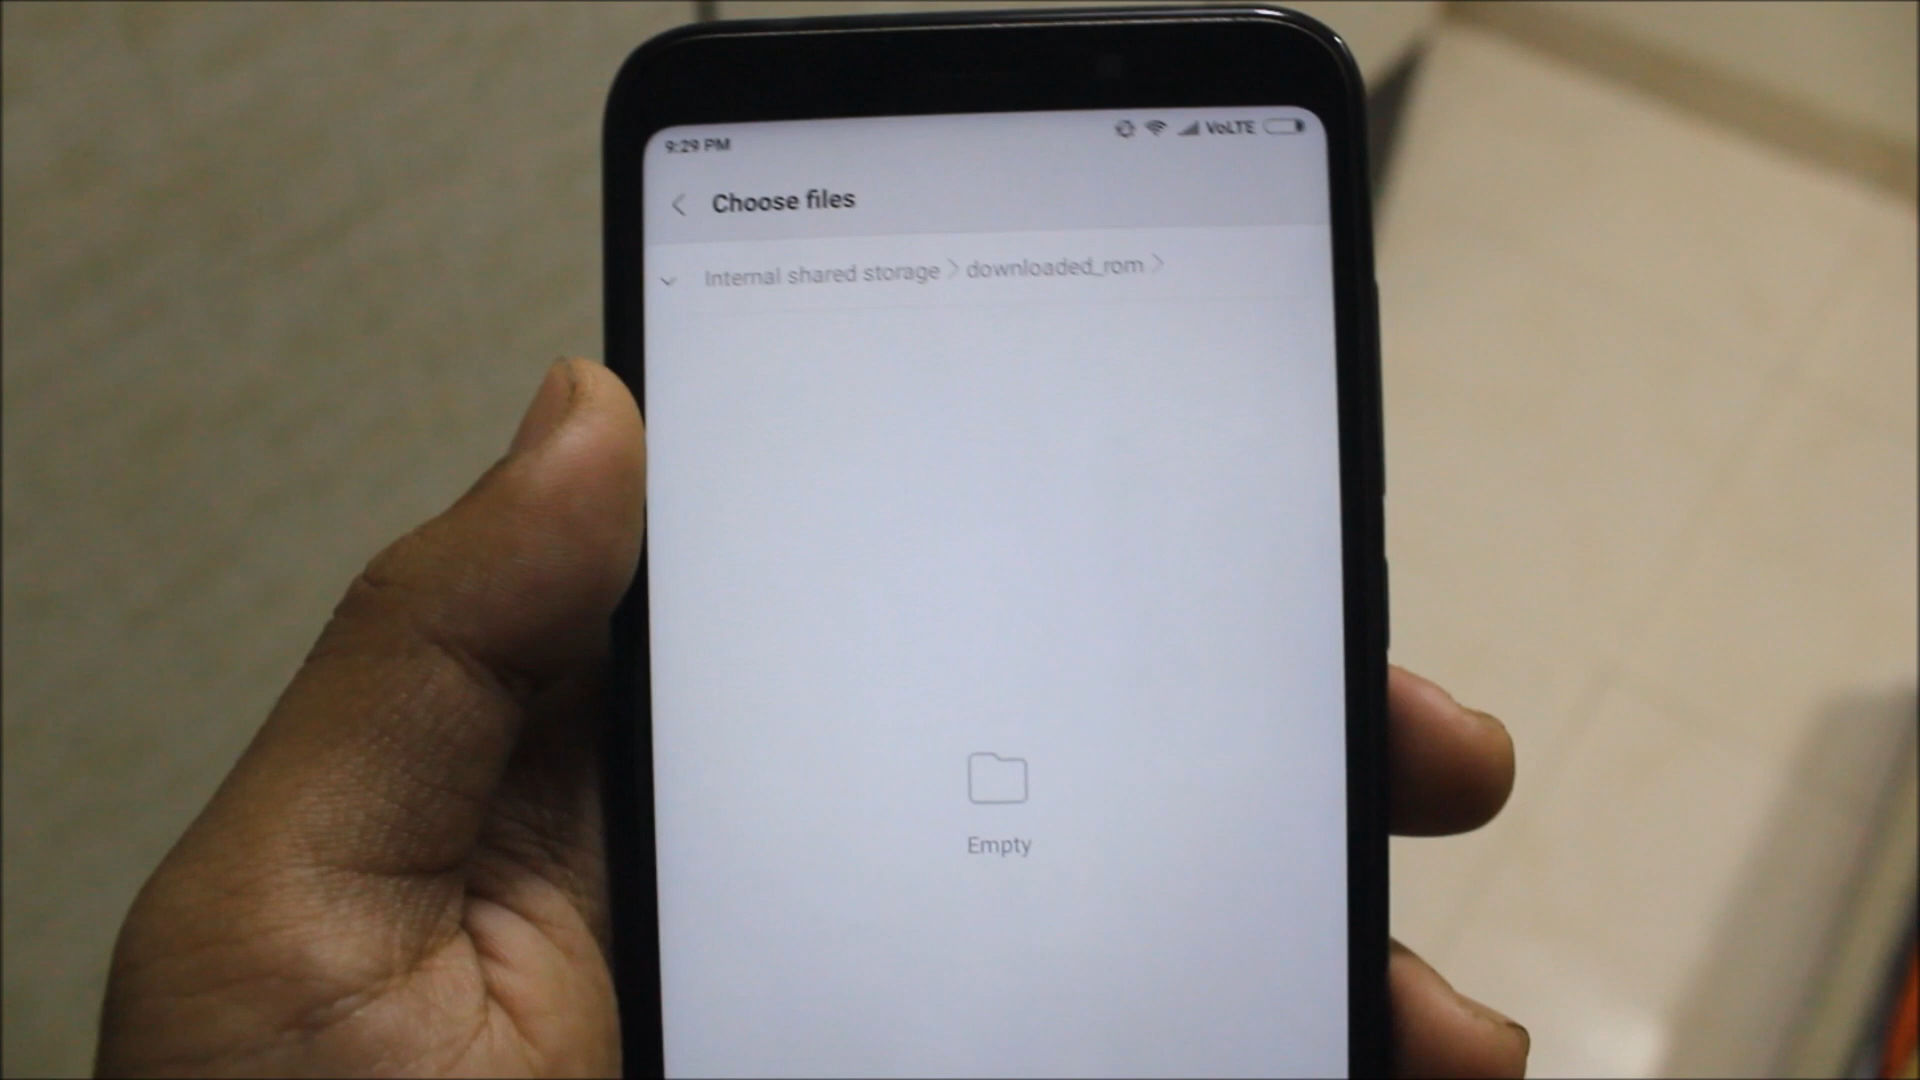 9:29 PM VoLTE
Choose files
Internal shared storage > downloaded_rom >
Empty